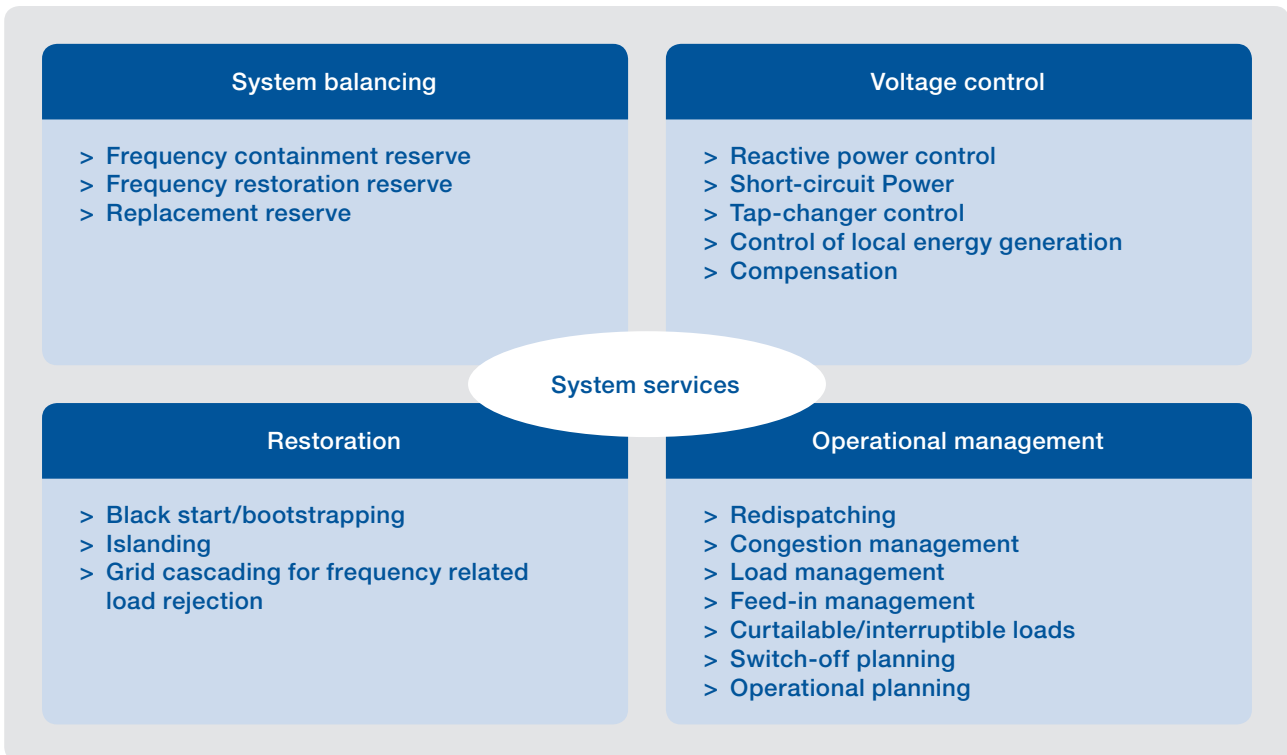 System balancing
> Frequency containment reserve
> Frequency restoration reserve
> Replacement reserve
Voltage control
> Reactive power control
> Short-circuit Power
> Tap-changer control
> Control of local energy generation
> Compensation
System services
Restoration
> Black start/bootstrapping
> Islanding
> Grid cascading for frequency related
load rejection
Operational management
> Redispatching
> Congestion management
> Load management
> Feed-in management
> Curtailable/interruptible loads
> Switch-off planning
> Operational planning